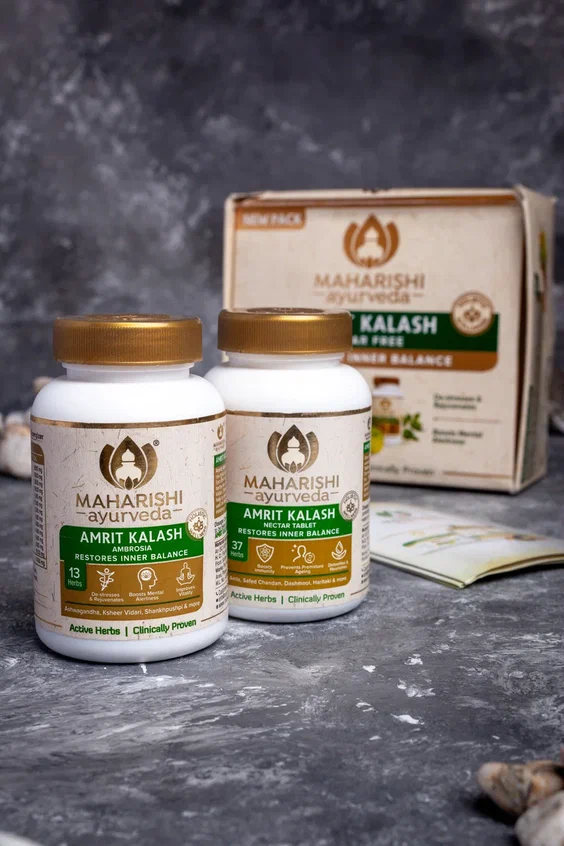 NEW PACK
MAHARISHI
ayurveda
KALASH
AR FREE
INNER BALANCE
De-stresses &
Rejuvenates
Boosts Mental
Alertness
Clinically Proven
®
MAHARISHI
ayurveda
AMRIT KALASH
AMBROSIA
RESTORES INNER BALANCE
13
Herbs
De-stresses
& Rejuvenates
Boosts Mental
Alertness
Improves
Vitality
Ashwagandha, Ksheer Vidari, Shankhpushpi & more
Active Herbs | Clinically Proven
MAHARISHI
ayurveda
AMRIT KALASH
NECTAR TABLET
RESTORES INNER BALANCE
37
Herbs
Boosts
Immunity
Prevents Premature
Ageing
Amla, Safed Chandan, Dashmool, Haritaki & more
Active Herbs | Clinically Proven